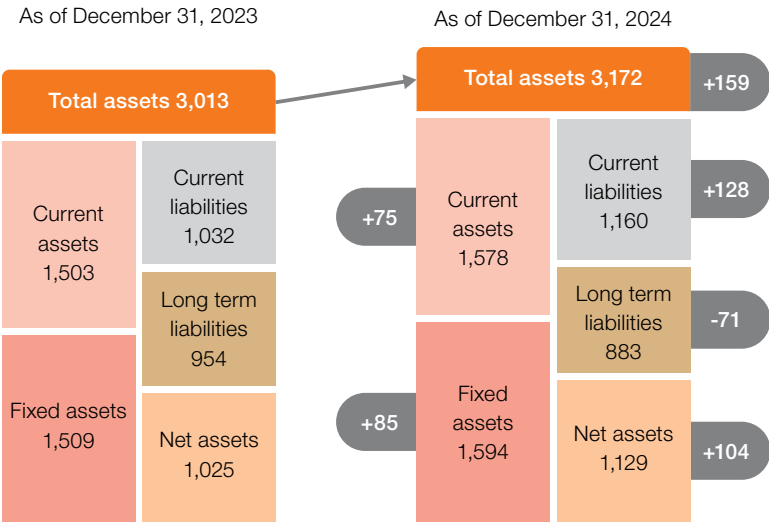 As of December 31, 2023
Total assets 3,013
Current
assets
1,503
Current
liabilities
1,032
Long term
liabilities
954
Fixed assets
1,509
Net assets
1,025
As of December 31, 2024
Total assets 3,172
+159
+75
Current
assets
1,578
Current
liabilities
1,160
+128
Long term
liabilities
883
-71
+85
Fixed
assets
1,594
Net assets
1,129
+104